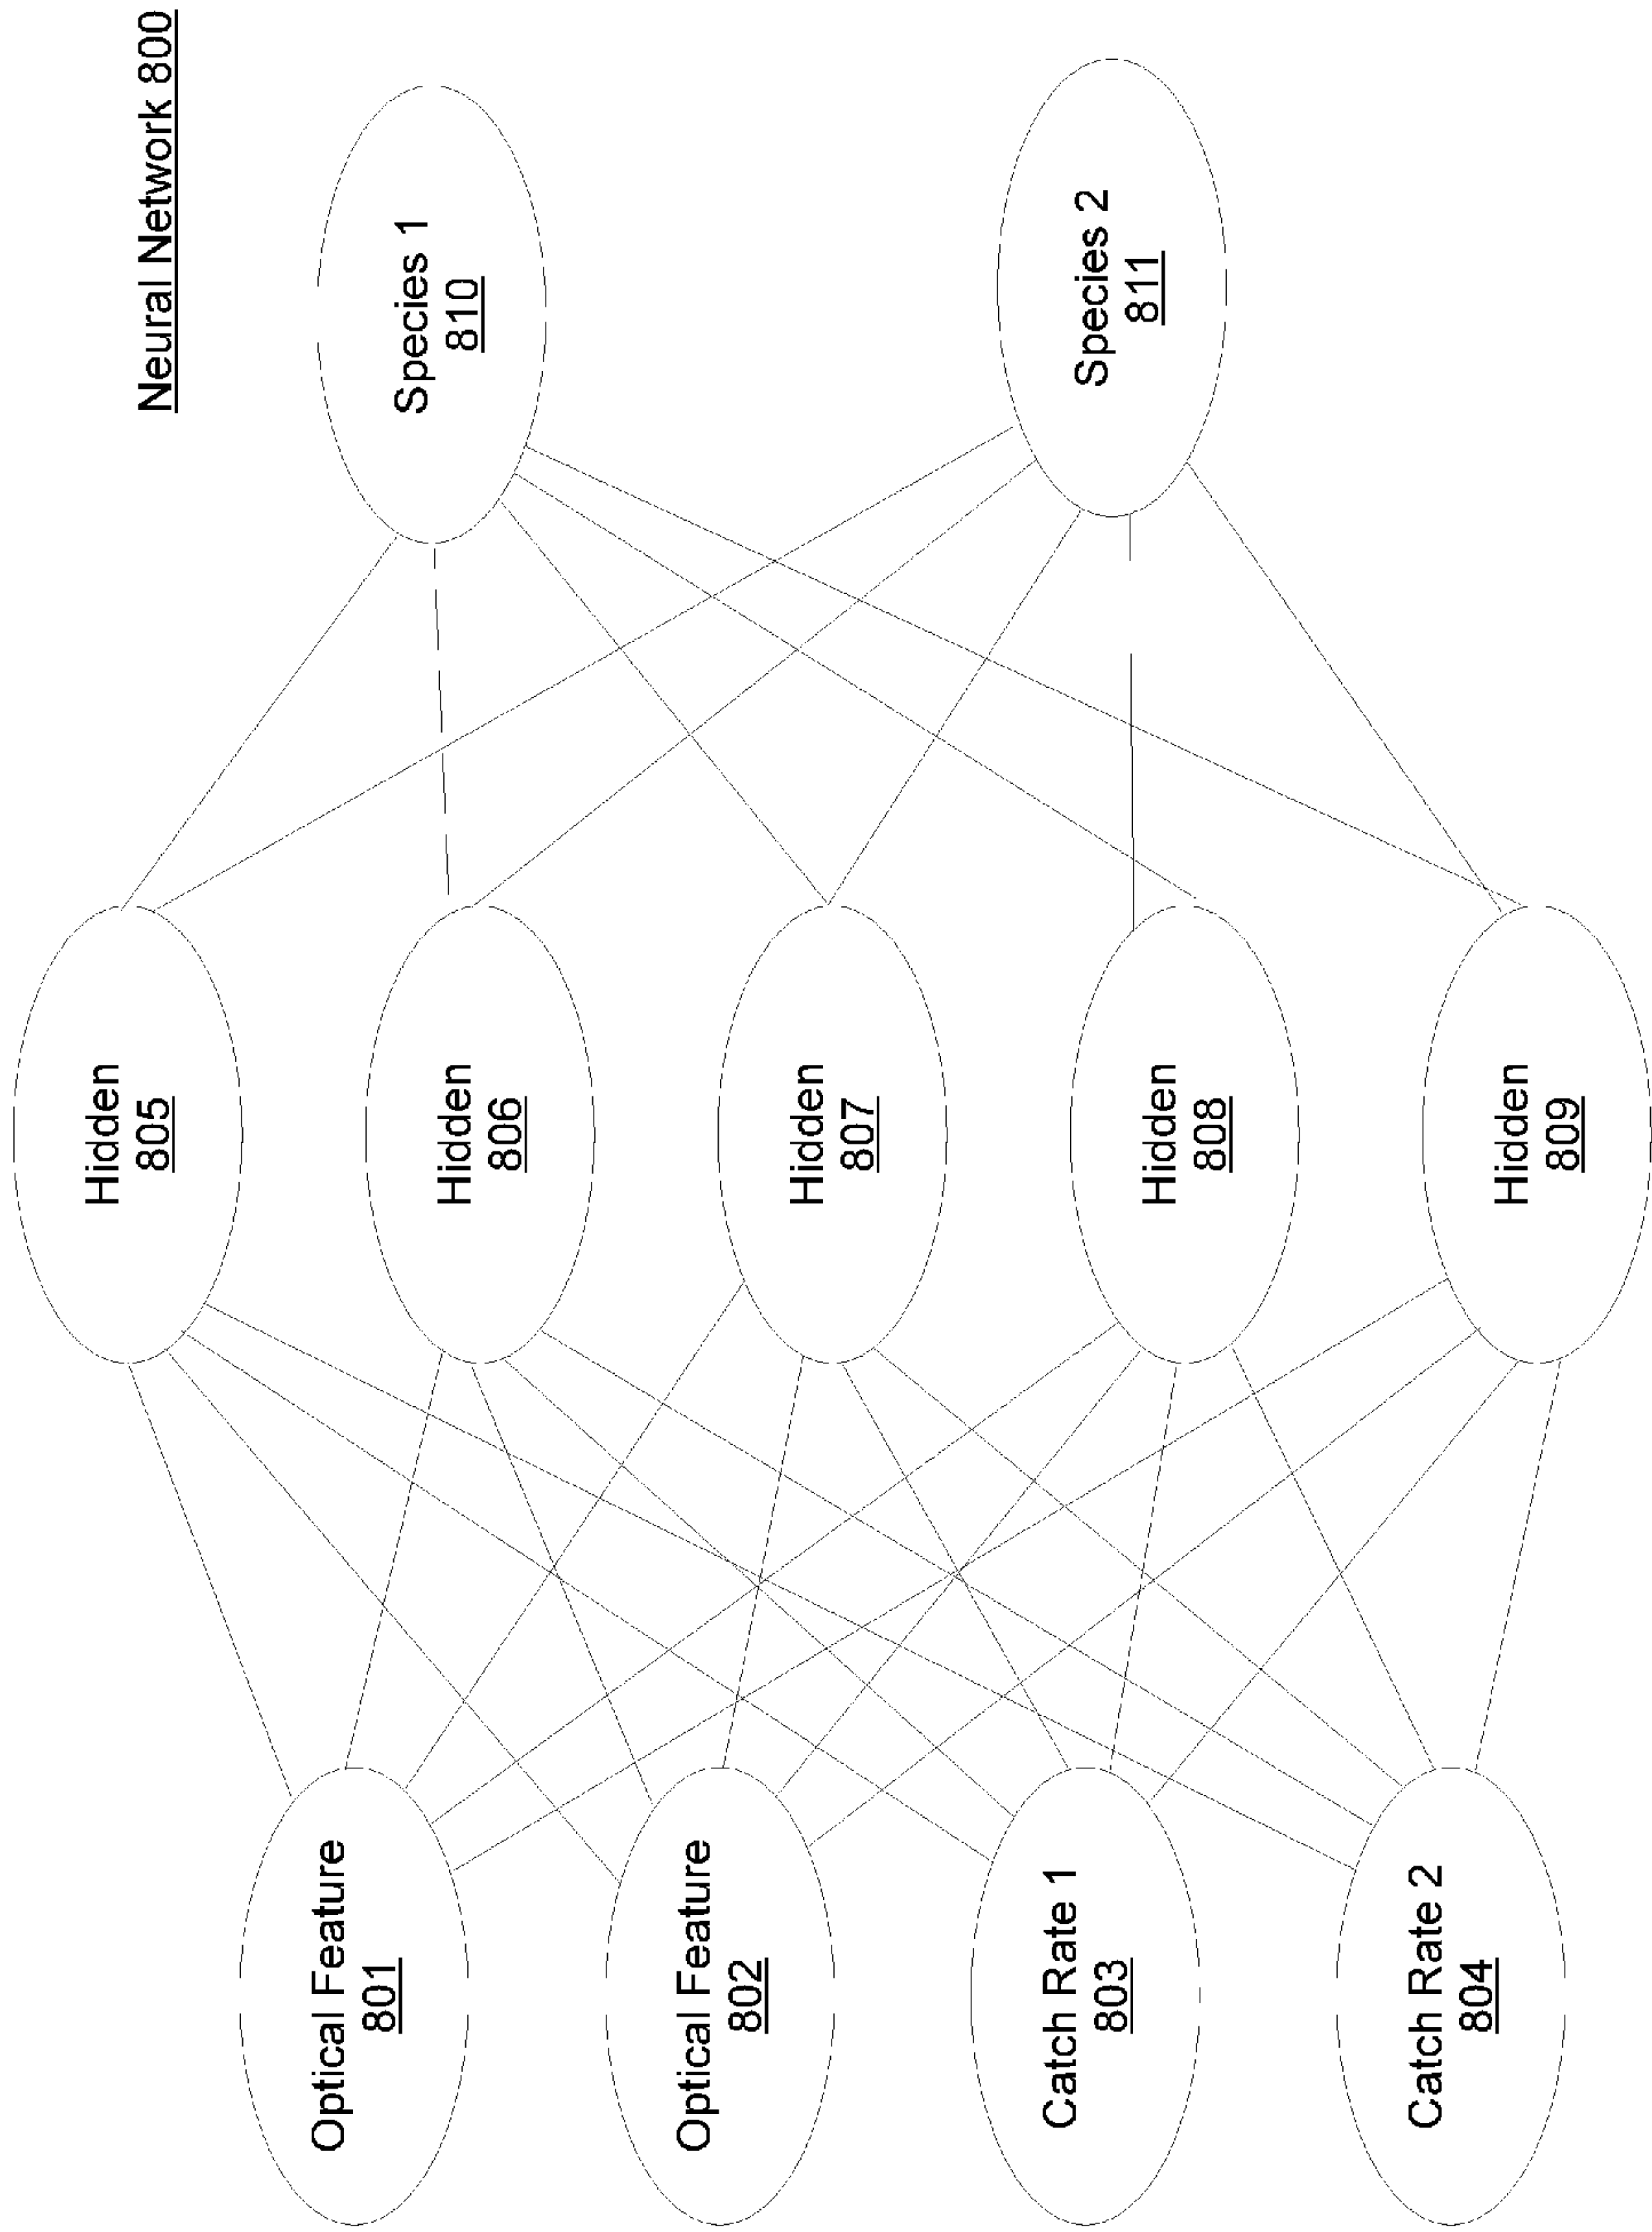 Neural Network 800
Optical Feature
801
Optical Feature
802
Catch Rate 1
803
Catch Rate 2
804
Hidden
805
Hidden
806
Hidden
807
Hidden
808
Hidden
809
Species 1
810
Species 2
811